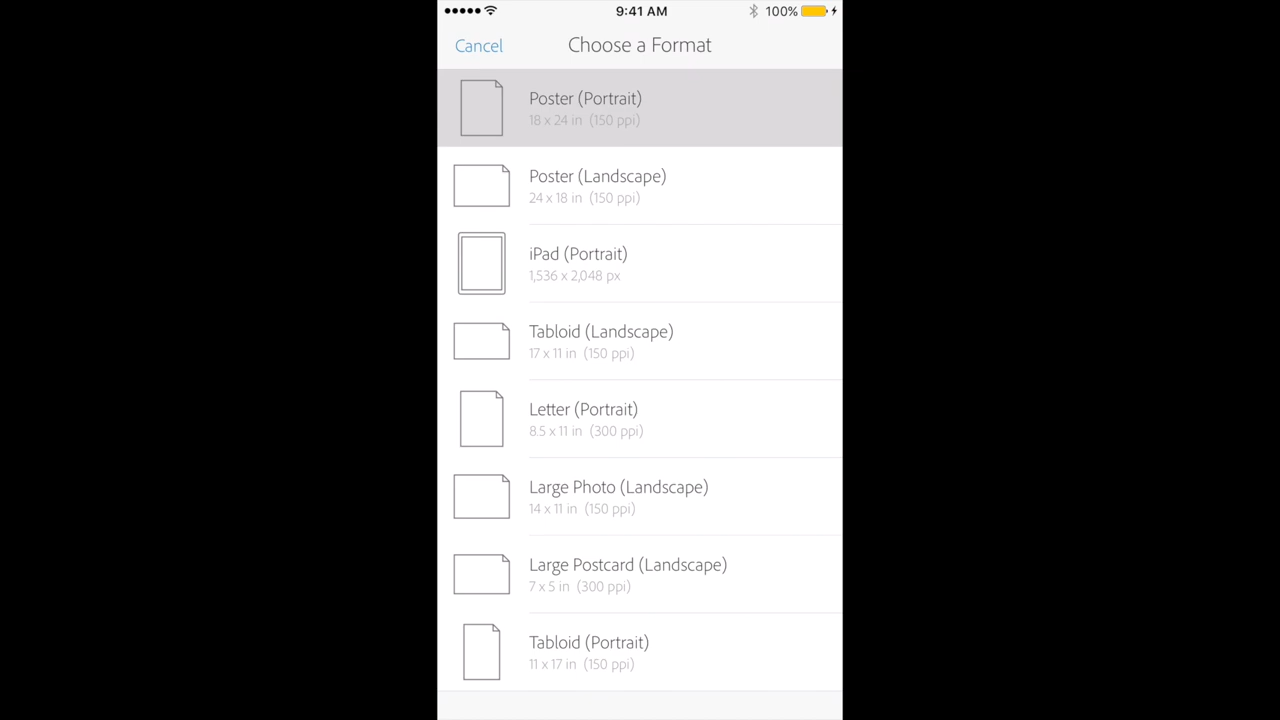 9:41 AM 100%
Cancel Choose a Format
Poster (Portrait)
18 x 24 in (150 ppi)
Poster (Landscape)
24 x 18 in (150 ppi)
iPad (Portrait)
1,536 x 2,048 px
Tabloid (Landscape)
17 x 11 in (150 ppi)
Letter (Portrait)
8.5 x 11 in (300 ppi)
Large Photo (Landscape)
14 x 11 in (150 ppi)
Large Postcard (Landscape)
7 x 5 in (300 ppi)
Tabloid (Portrait)
11 x 17 in (150 ppi)